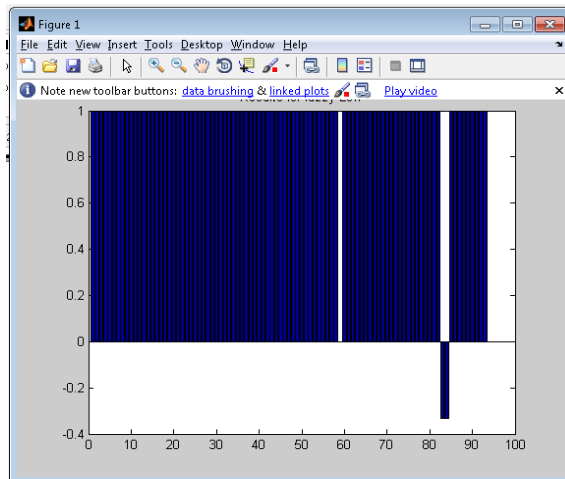 Figure 1
File Edit View Insert Tools Desktop Window Help
Note new toolbar buttons: data brushing & linked plots Play video
1
0.8
0.6
0.4
0.2
0
-0.2
-0.4
0 10 20 30 40 50 60 70 80 90 100